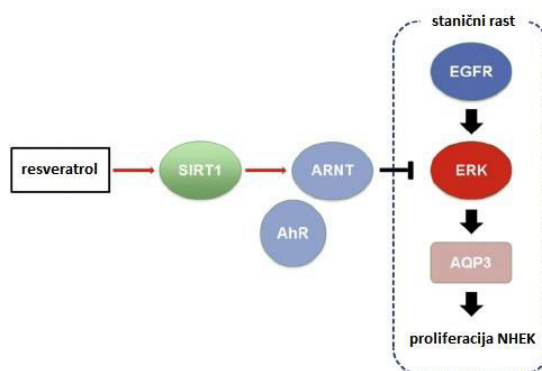 stanični rast
EGFR
resveratrol
SIRT1
ARNT
ERK
AhR
AQP3
proliferacija NHEK